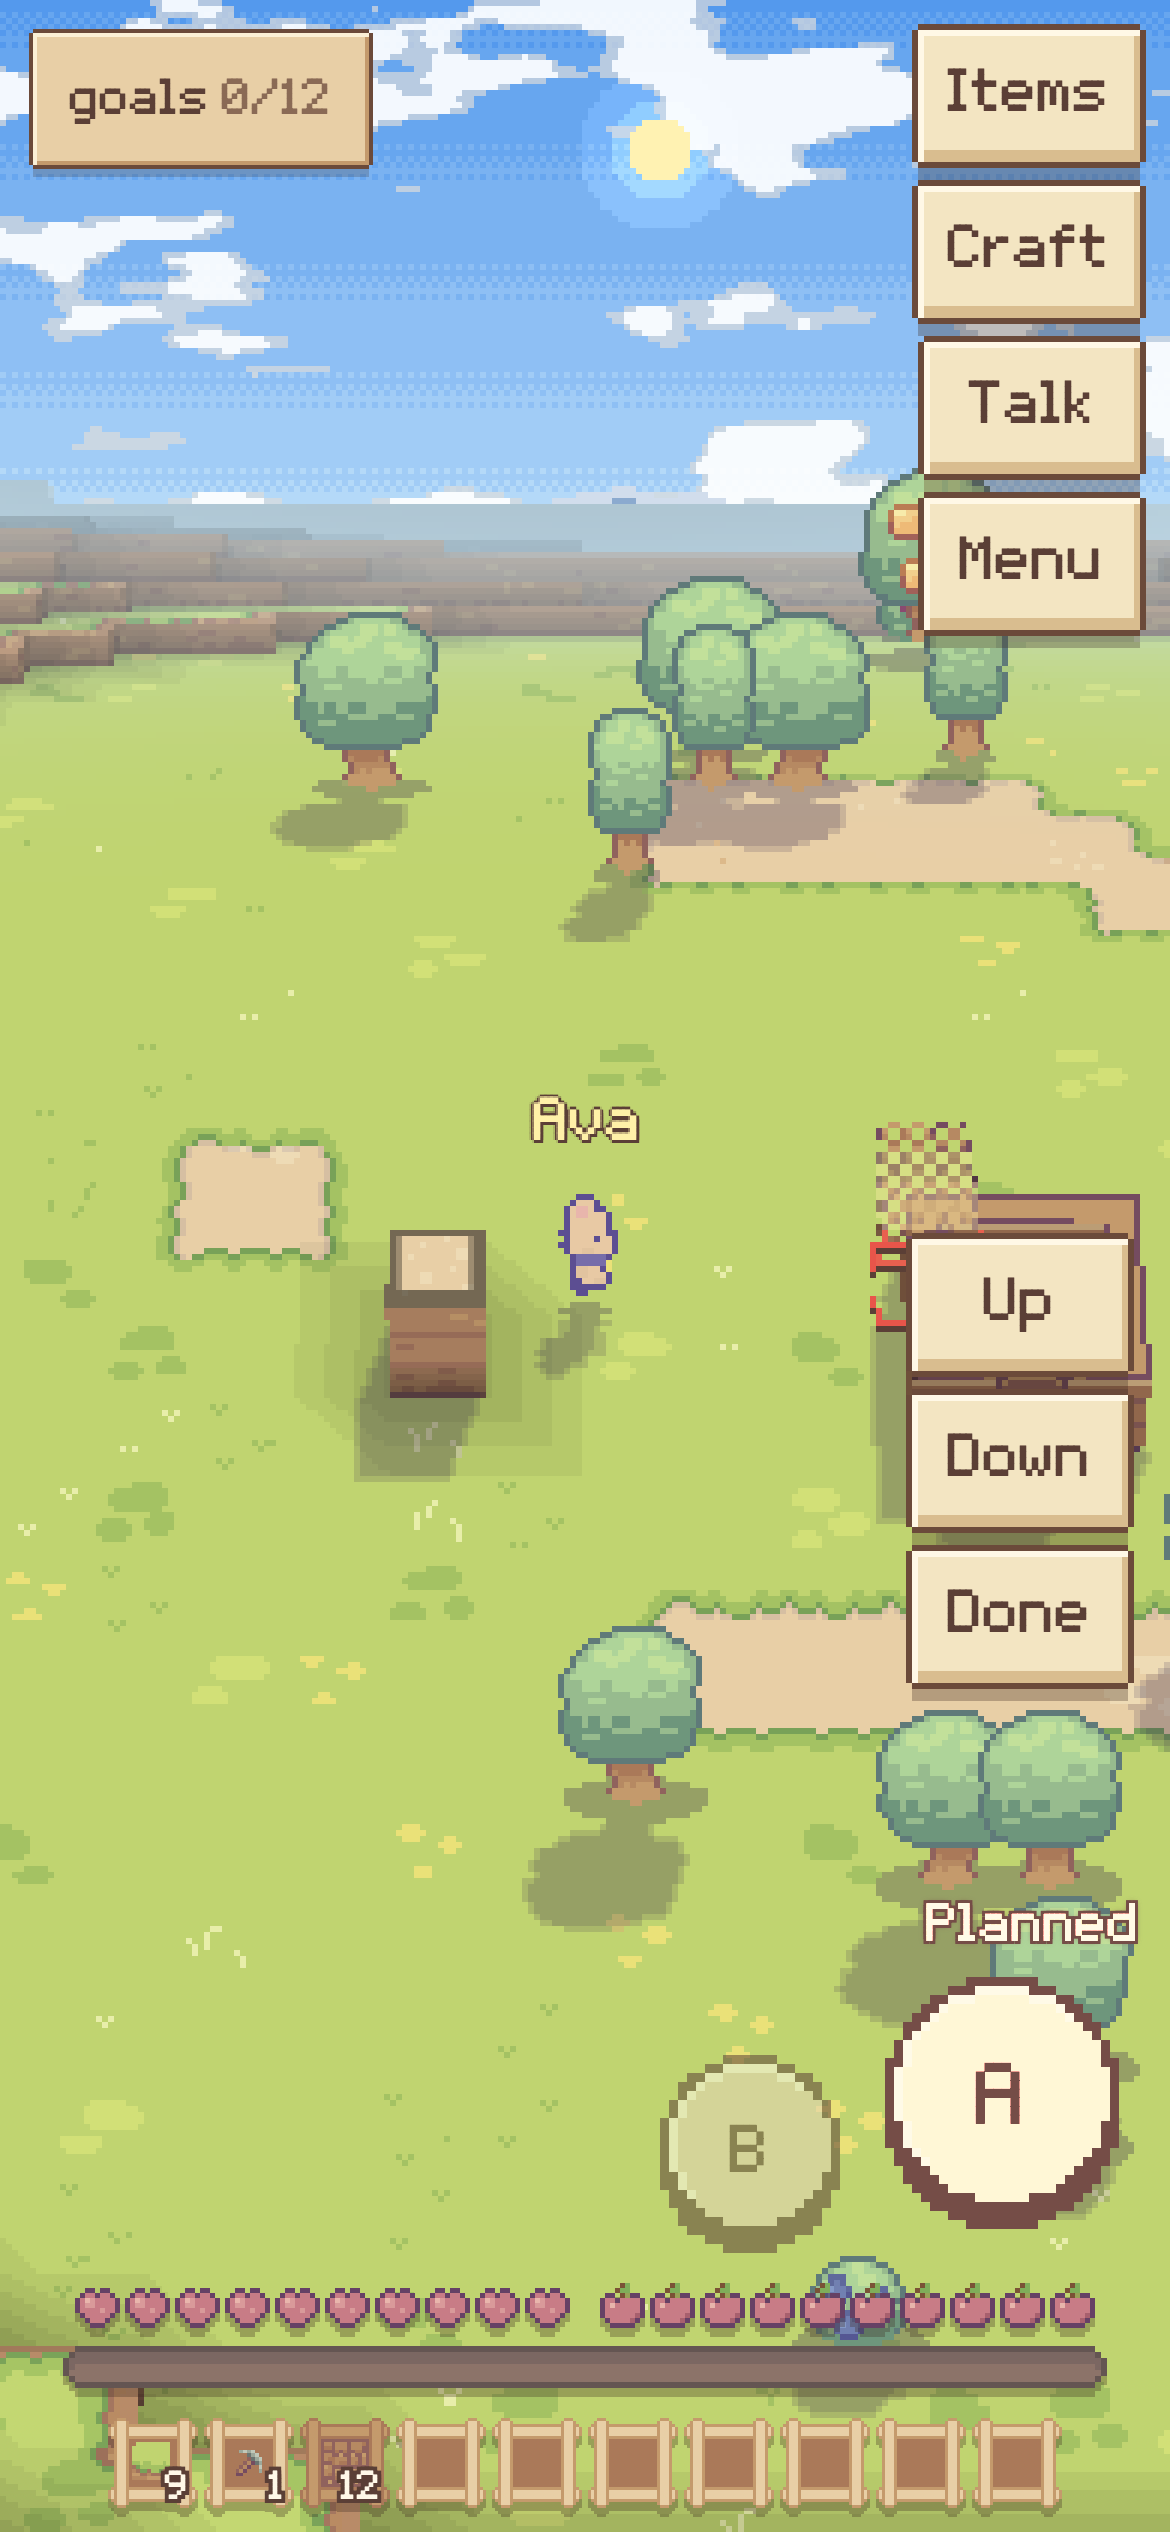 goals 0/12
Items
Craft
Talk
Menu
Ava
Up
Down
Done
Planned
A
B
9
1
12